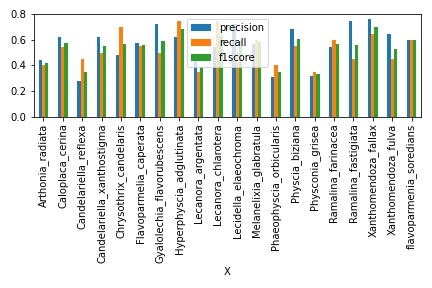 0.8
0.6
0.4
0.2
0.0
precision
recall
f1score
Arthonia_radiata
Caloplaca_cerina
Candelariella_reflexa
Candelariella_xanthostigma
Chrysothrix_candelaris
Flavoparmelia_caperata
Gyalolechia_flavorubescens
Hyperphyscia_adglutinata
Lecanora_argentata
Lecanora_chlarotera
Lecidella_elaeochroma
Melanelixia_glabratula
Phaeophyscia_orbicularis
Physcia_biziana
Physconia_grisea
Ramalina_farinacea
Ramalina_fastigiata
Xanthomendoza_fallax
Xanthomendoza_fulva
flavoparmenia_soredians
X